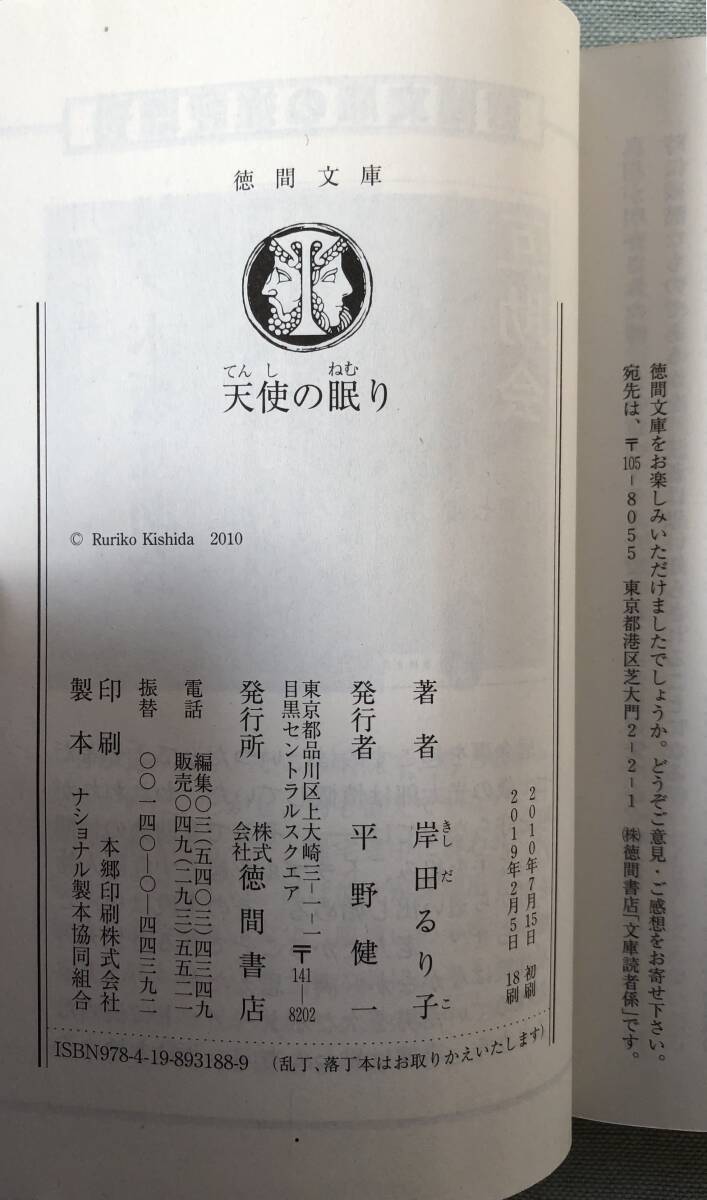 徳間文庫
てんし ねむ
天使の眠り
© Ruriko Kishida 2010
2010年7月15日 初刷
2019年2月5日 18刷
著者 岸田るり子
きしだ こ
発行者 平野健一
東京都品川区上大崎三-一-一
目黒セントラルスクエア 〒141-8202
発行所 株式会社徳間書店
電話 編集〇三(五四〇三)四三四九
販売〇四九(二九三)五五二一
振替 〇〇一四〇-〇-四四三九二
印刷 本郷印刷株式会社
製本 ナショナル製本協同組合
ISBN978-4-19-893188-9 (乱丁、落丁本はお取りかえいたします)
徳間文庫をお楽しみいただけましたでしょうか。どうぞご意見・ご感想をお寄せ下さい。
宛先は、〒105-8055 東京都港区芝大門2-2-1 ㈱徳間書店「文庫読者係」です。